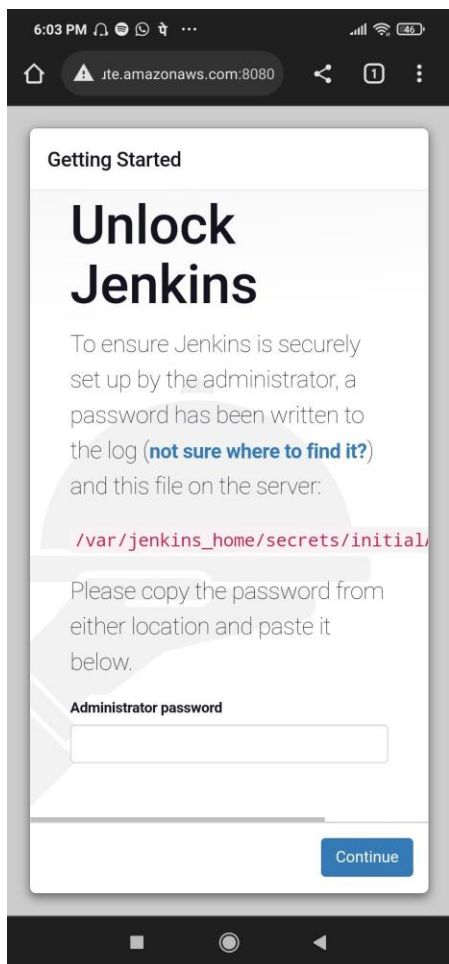 6:03 PM पे ... 46
ute.amazonaws.com:8080 1
Getting Started
Unlock
Jenkins
To ensure Jenkins is securely
set up by the administrator, a
password has been written to
the log (not sure where to find it?)
and this file on the server:
/var/jenkins_home/secrets/initial
Please copy the password from
either location and paste it
below.
Administrator password
Continue